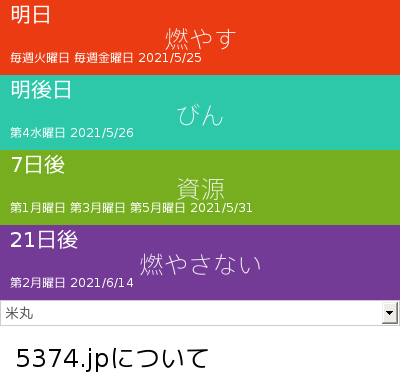 明日
燃やす
毎週火曜日 毎週金曜日 2021/5/25
明後日
びん
第4水曜日 2021/5/26
7日後
資源
第1月曜日 第3月曜日 第5月曜日 2021/5/31
21日後
燃やさない
第2月曜日 2021/6/14
米丸
5374.jpについて